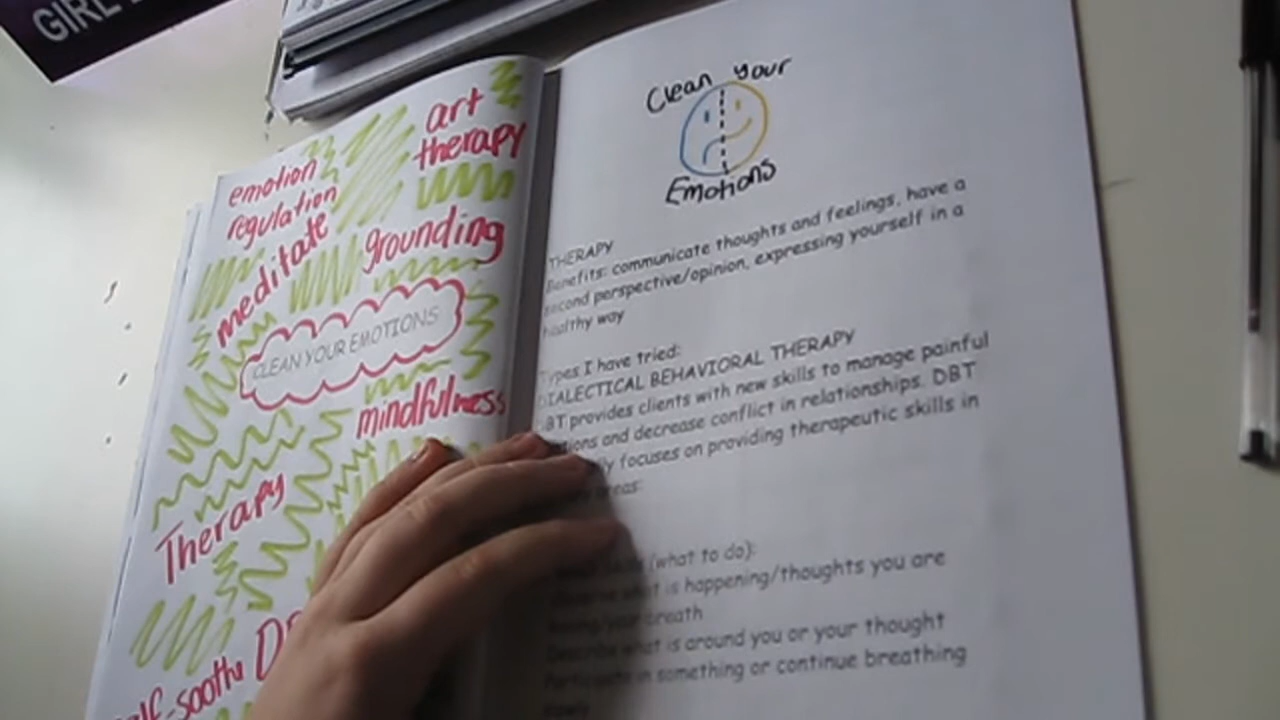 GIRL
art
therapy
emotion
regulation
meditate
grounding
CLEAN YOUR EMOTIONS
mindfulness
Therapy
Clean your
Emotions
THERAPY
Benefits: communicate thoughts and feelings, have a
second perspective/opinion, expressing yourself in a
healthy way
Types I have tried:
DIALECTICAL BEHAVIORAL THERAPY
DBT provides clients with new skills to manage painful
and decrease conflict in relationships. DBT
focuses on providing therapeutic skills in
areas:
(what to do):
what is happening/thoughts you are
breath
Describe what is around you or your thought
Participate in something or continue breathing